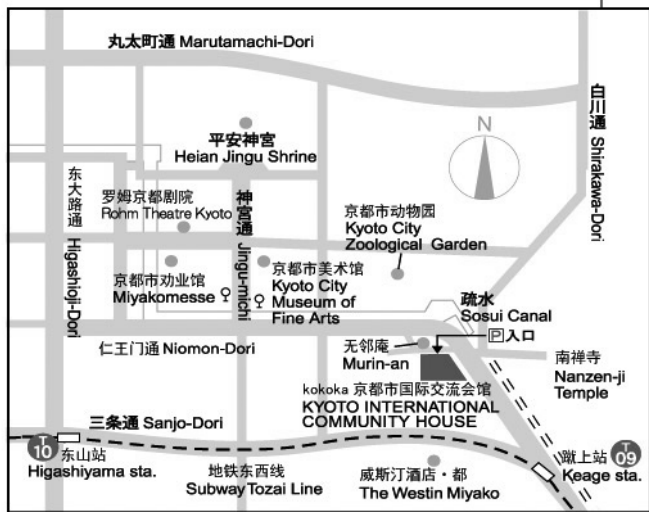 丸太町通 Marutamachi-Dori
白川通 Shirakawa-Dori
N
平安神宮
Heian Jingu Shrine
东大路通 Higashioji-Dori
罗姆京都剧院
Rohm Theatre Kyoto
神宮通 Jingu-michi
京都市动物园
Kyoto City
Zoological Garden
京都市劝业馆
Miyakomesse
京都市美术馆
Kyoto City
Museum of
Fine Arts
疏水
Sosui Canal
P入口
仁王门通 Niomon-Dori
无邻庵
Murin-an
南禅寺
Nanzen-ji
Temple
kokoka 京都市国际交流会馆
KYOTO INTERNATIONAL
COMMUNITY HOUSE
三条通 Sanjo-Dori
T
10
东山站
Higashiyama sta.
地铁东西线
Subway Tozai Line
威斯汀酒店・都
The Westin Miyako
蹴上站
Keage sta.
T
09